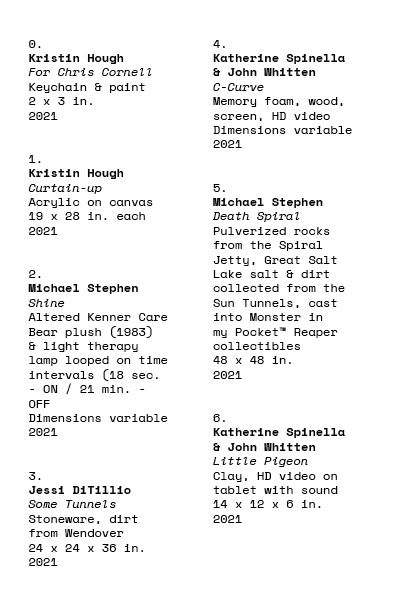 0.
Kristin Hough
For Chris Cornell
Keychain & paint
2 x 3 in.
2021
1.
Kristin Hough
Curtain-up
Acrylic on canvas
19 x 28 in. each
2021
2.
Michael Stephen
Shine
Altered Kenner Care
Bear plush (1983)
& light therapy
lamp looped on time
intervals (18 sec.
- ON / 21 min. -
OFF
Dimensions variable
2021
3.
Jessi DiTillio
Some Tunnels
Stoneware, dirt
from Wendover
24 x 24 x 36 in.
2021
4.
Katherine Spinella
& John Whitten
C-Curve
Memory foam, wood,
screen, HD video
Dimensions variable
2021
5.
Michael Stephen
Death Spiral
Pulverized rocks
from the Spiral
Jetty, Great Salt
Lake salt & dirt
collected from the
Sun Tunnels, cast
into Monster in
my Pocket™ Reaper
collectibles
48 x 48 in.
2021
6.
Katherine Spinella
& John Whitten
Little Pigeon
Clay, HD video on
tablet with sound
14 x 12 x 6 in.
2021